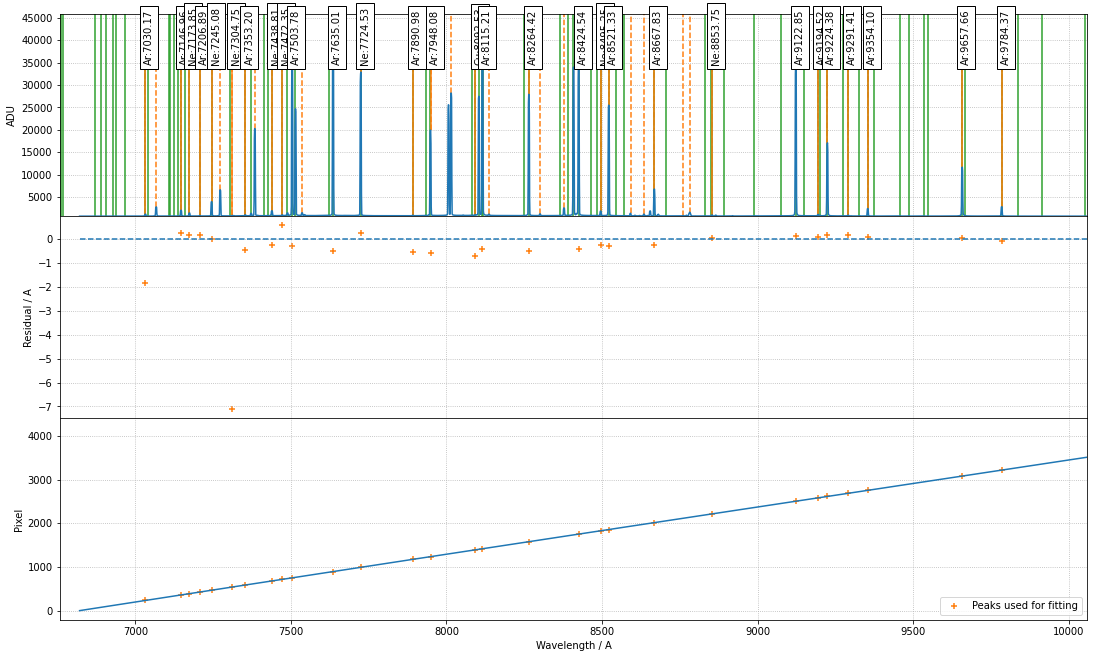 45000
40000
35000
30000
25000
20000
15000
10000
5000
ADU
Ar:7030.17
Ne:7173.85
Ar:7206.89
Ne:7245.08
Ne:7304.75
Ar:7353.20
Ne:7438.81
Ne:7472.35
Ar:7503.78
Ar:7635.01
Ne:7724.53
Ar:7890.98
Ar:7948.08
Ar:8115.21
Ar:8264.42
Ar:8424.54
Ar:8521.33
Ar:8667.83
Ne:8853.75
Ar:9122.85
Ar:9194.52
Ar:9224.38
Ar:9291.41
Ar:9354.10
Ar:9657.66
Ar:9784.37
0
−1
−2
−3
−4
−5
−6
−7
Residual / A
4000
3000
2000
1000
0
Pixel
Peaks used for fitting
7000 7500 8000 8500 9000 9500 10000
Wavelength / A